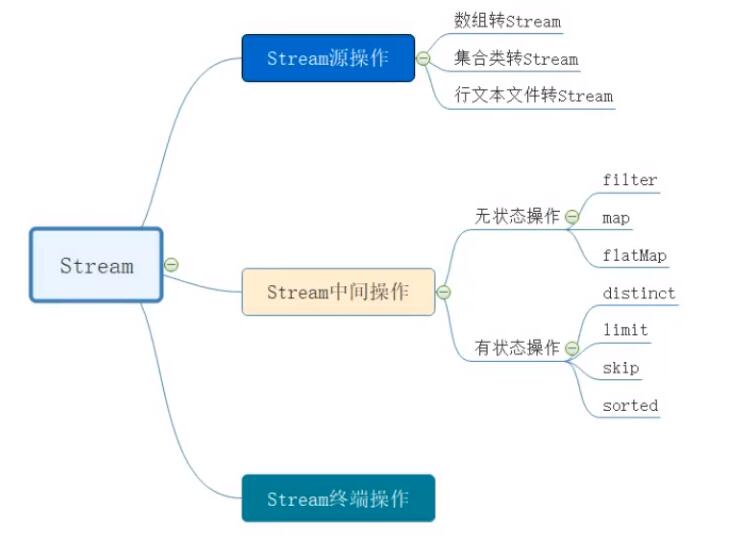 Stream
Stream源操作
数组转Stream
集合类转Stream
行文本文件转Stream
Stream中间操作
无状态操作
filter
map
flatMap
有状态操作
distinct
limit
skip
sorted
Stream终端操作